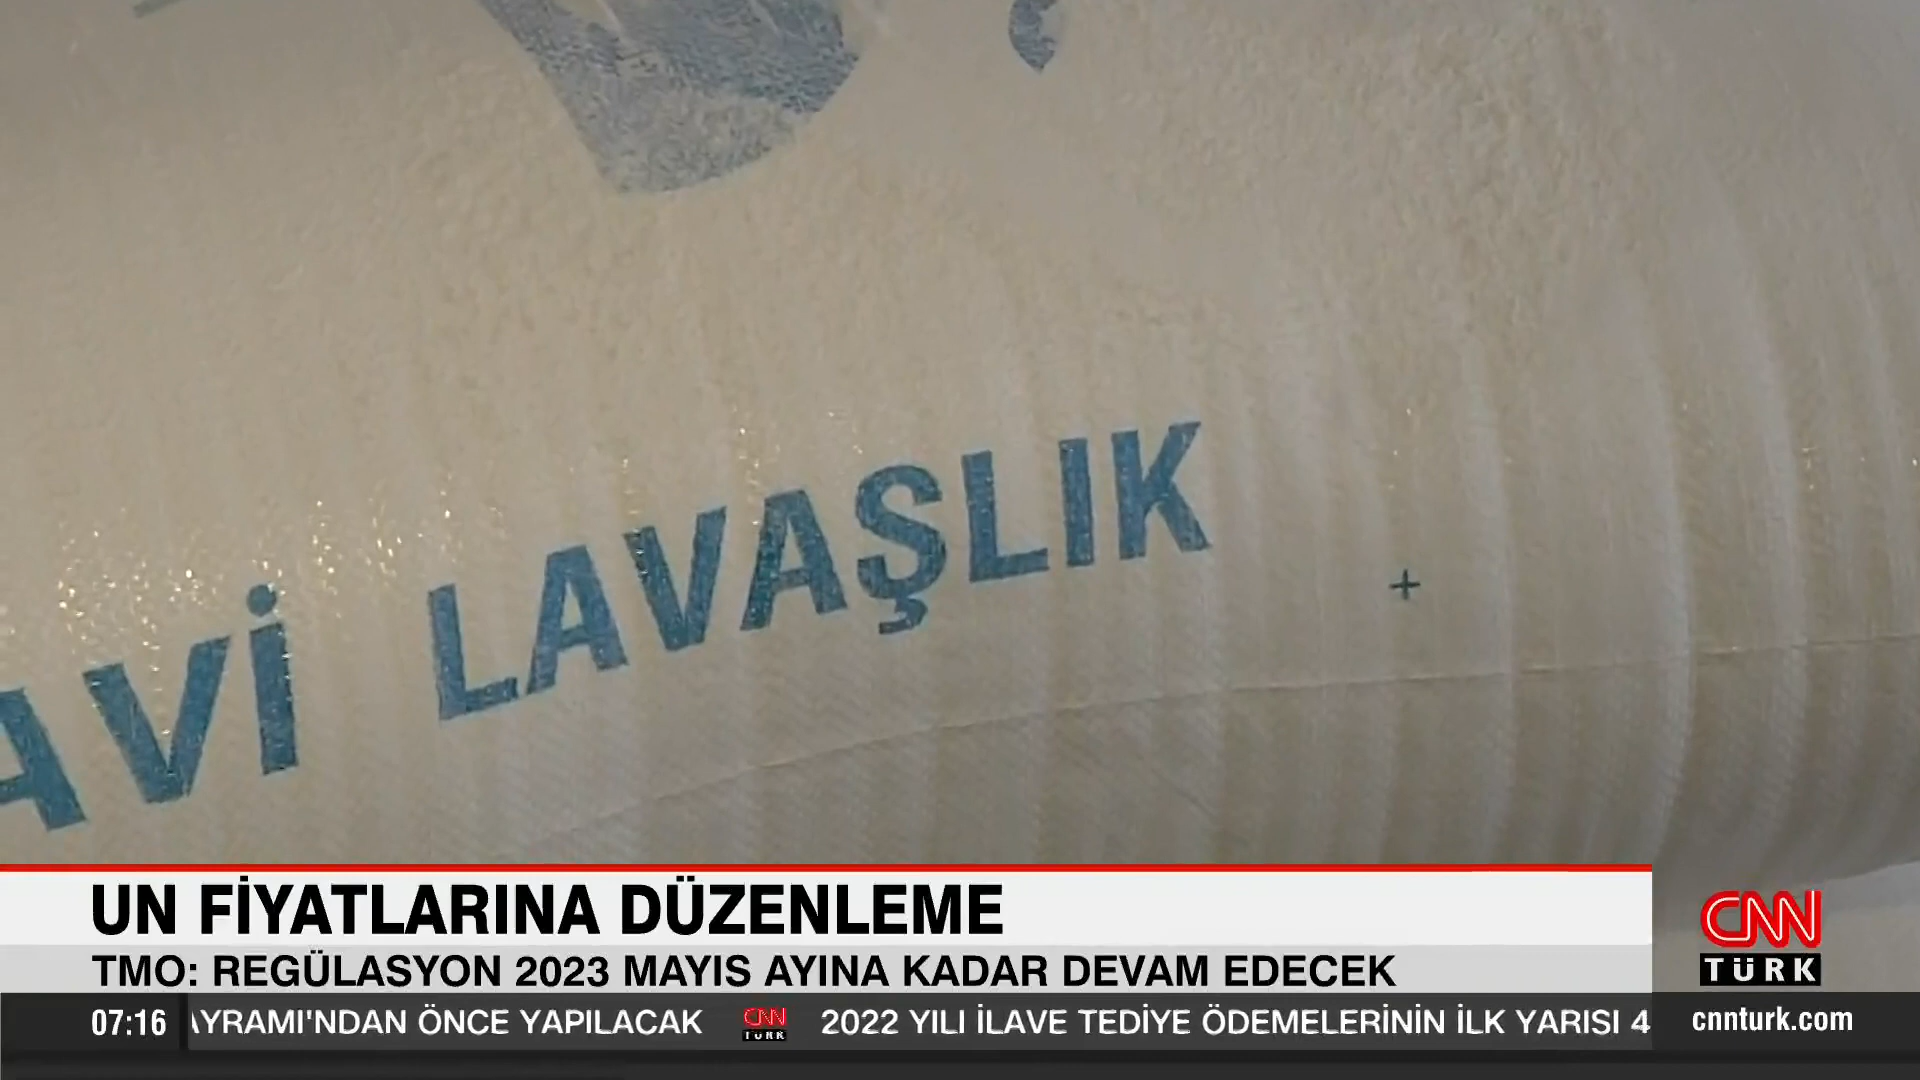 LAVAŞLIK
UN FİYATLARINA DÜZENLEME
TMO: REGÜLASYON 2023 MAYIS AYINA KADAR DEVAM EDECEK
CNN
TÜRK
07:16 AYRAMI'NDAN ÖNCE YAPILACAK CNN TÜRK 2022 YILI İLAVE TEDİYE ÖDEMELERİNİN İLK YARISI 4 cnnturk.com